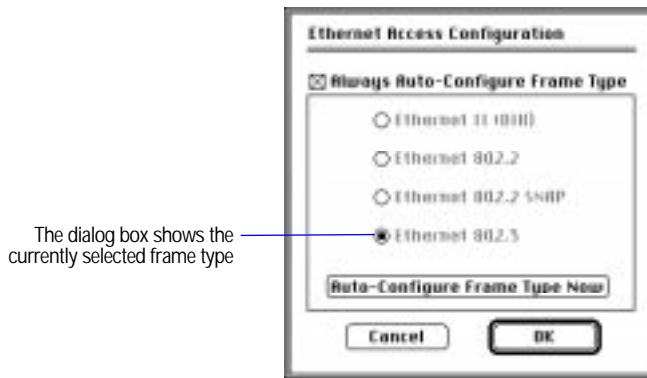 Ethernet Access Configuration
Always Auto-Configure Frame Type
Ethernet II (DIX)
Ethernet 802.2
Ethernet 802.2 SNAP
Ethernet 802.3
The dialog box shows the
currently selected frame type
Auto-Configure Frame Type Now
Cancel
OK